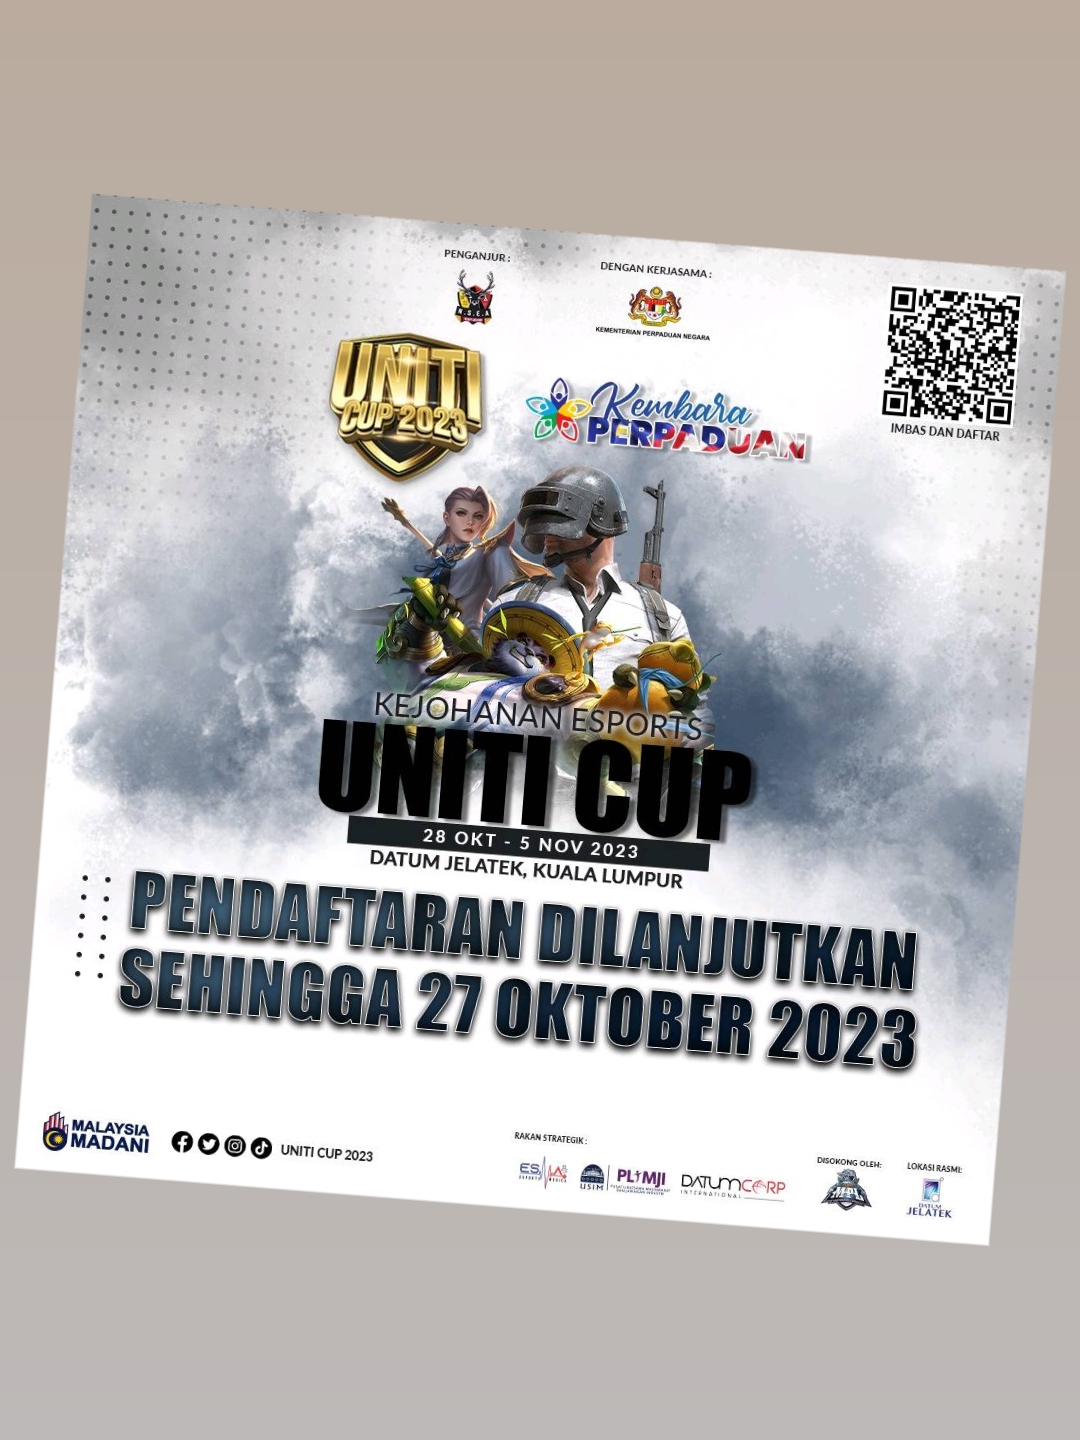 PENGANJUR :
N.S.E.A
DENGAN KERJASAMA :
KEMENTERIAN PERPADUAN NEGARA
IMBAS DAN DAFTAR
UNITI
CUP 2023
Kembara
PERPADUAN
KEJOHANAN ESPORTS
UNITI CUP
28 OKT - 5 NOV 2023
DATUM JELATEK, KUALA LUMPUR
PENDAFTARAN DILANJUTKAN
SEHINGGA 27 OKTOBER 2023
MALAYSIA
MADANI
UNITI CUP 2023
RAKAN STRATEGIK :
USIM
DATUMCORP
INTERNATIONAL
DISOKONG OLEH:
MPL
LOKASI RASMI:
DATUM
JELATEK